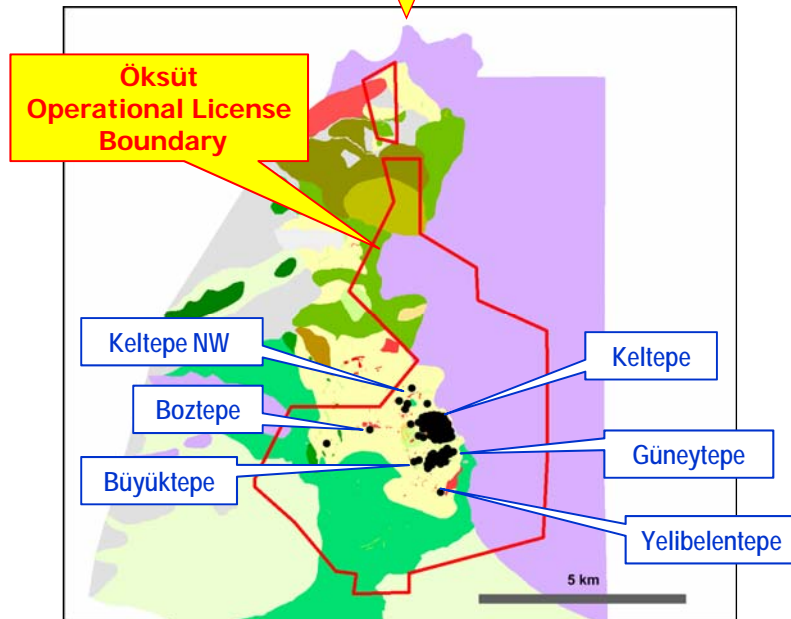 Öksüt
Operational License
Boundary
Keltepe NW
Keltepe
Boztepe
Güneytepe
Büyüktepe
Yelibelentepe
5 km